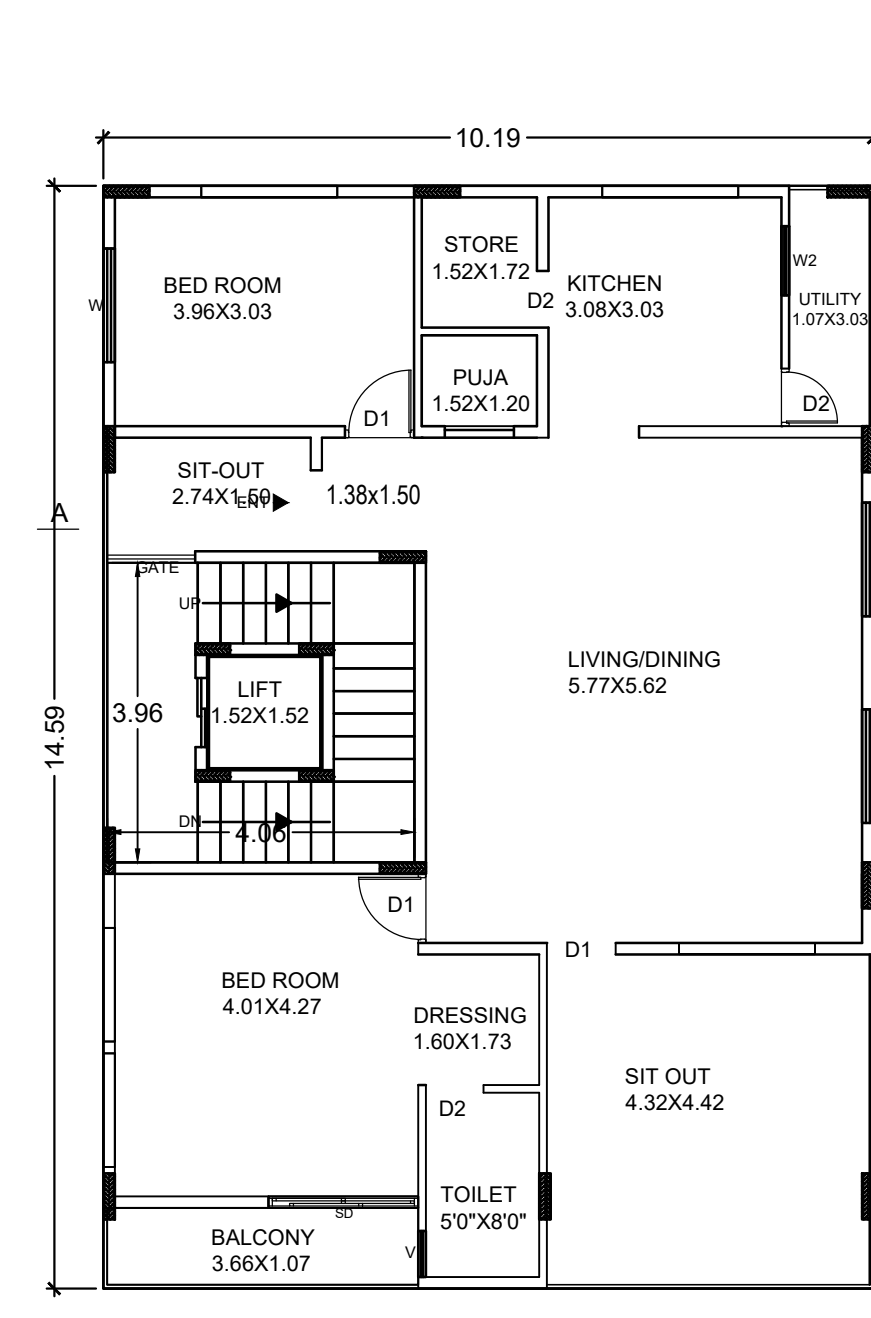 10.19
STORE
1.52X1.72
BED ROOM
3.96X3.03
KITCHEN
3.08X3.03
D2
W2
W
UTILITY
1.07X3.03
PUJA
1.52X1.20
D1
D2
SIT-OUT
2.74X1.50
ENT
1.38x1.50
A
GATE
UP
LIVING/DINING
5.77X5.62
LIFT
1.52X1.52
3.96
14.59
DN
4.06
D1
D1
BED ROOM
4.01X4.27
DRESSING
1.60X1.73
SIT OUT
4.32X4.42
D2
TOILET
5'0"X8'0"
SD
BALCONY
3.66X1.07
V